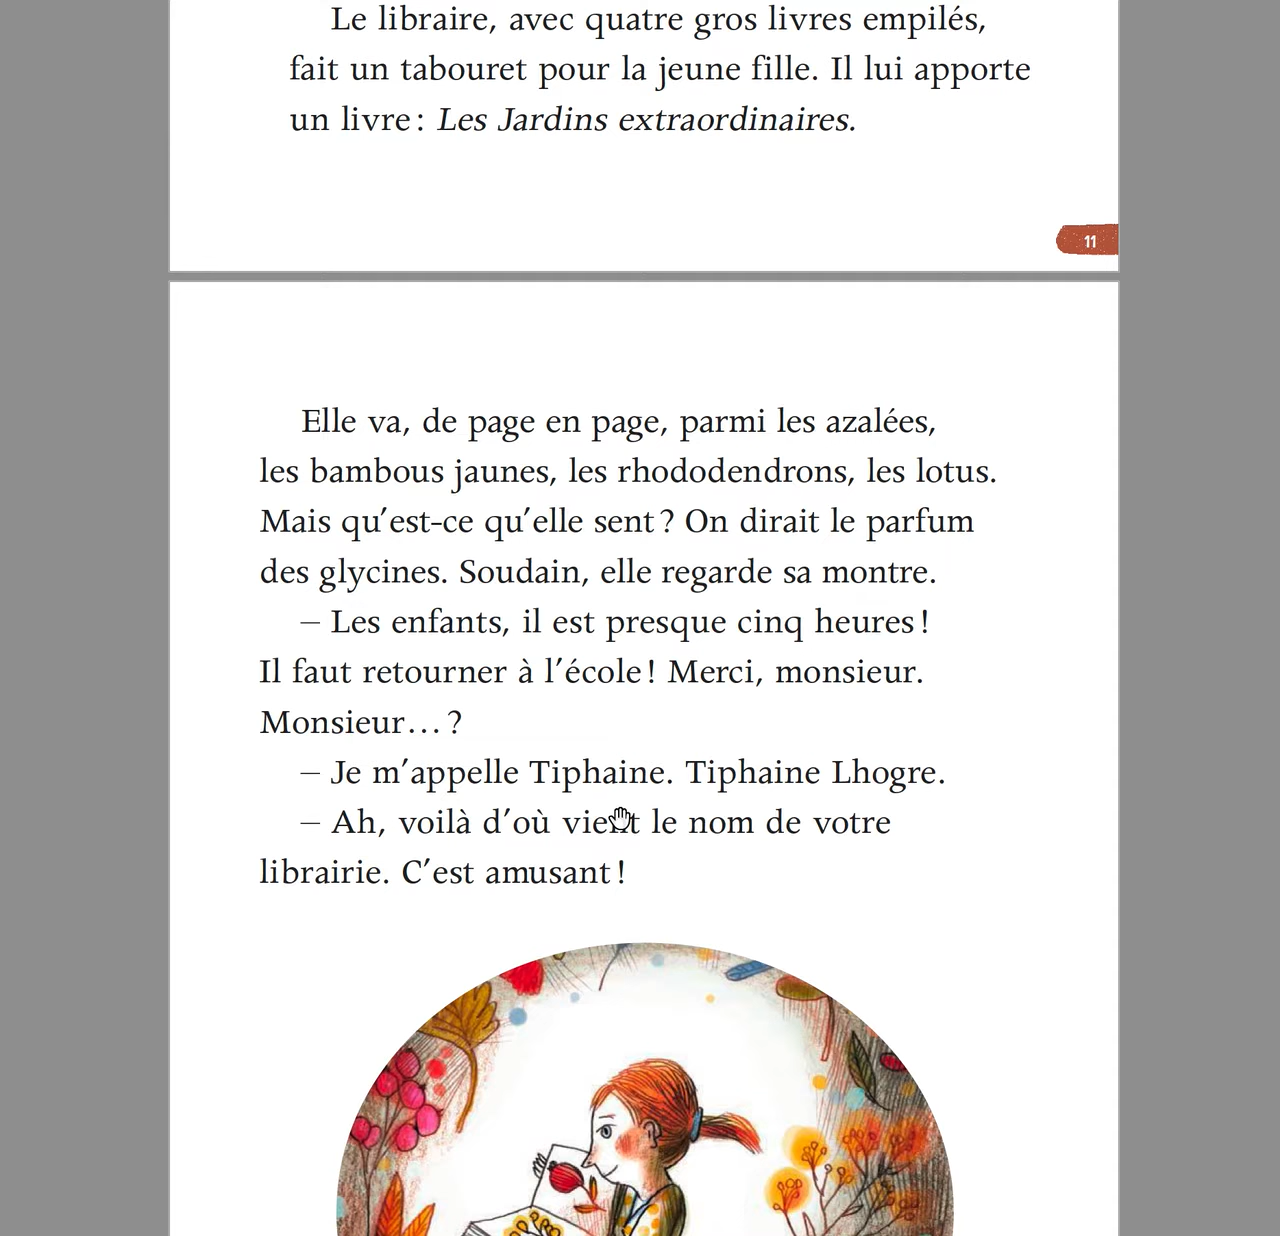 Le libraire, avec quatre gros livres empilés,
fait un tabouret pour la jeune fille. Il lui apporte
un livre : Les Jardins extraordinaires.
11
Elle va, de page en page, parmi les azalées,
les bambous jaunes, les rhododendrons, les lotus.
Mais qu’est-ce qu’elle sent ? On dirait le parfum
des glycines. Soudain, elle regarde sa montre.
– Les enfants, il est presque cinq heures !
Il faut retourner à l’école ! Merci, monsieur.
Monsieur… ?
– Je m’appelle Tiphaine. Tiphaine Lhogre.
– Ah, voilà d’où vient le nom de votre
librairie. C’est amusant !